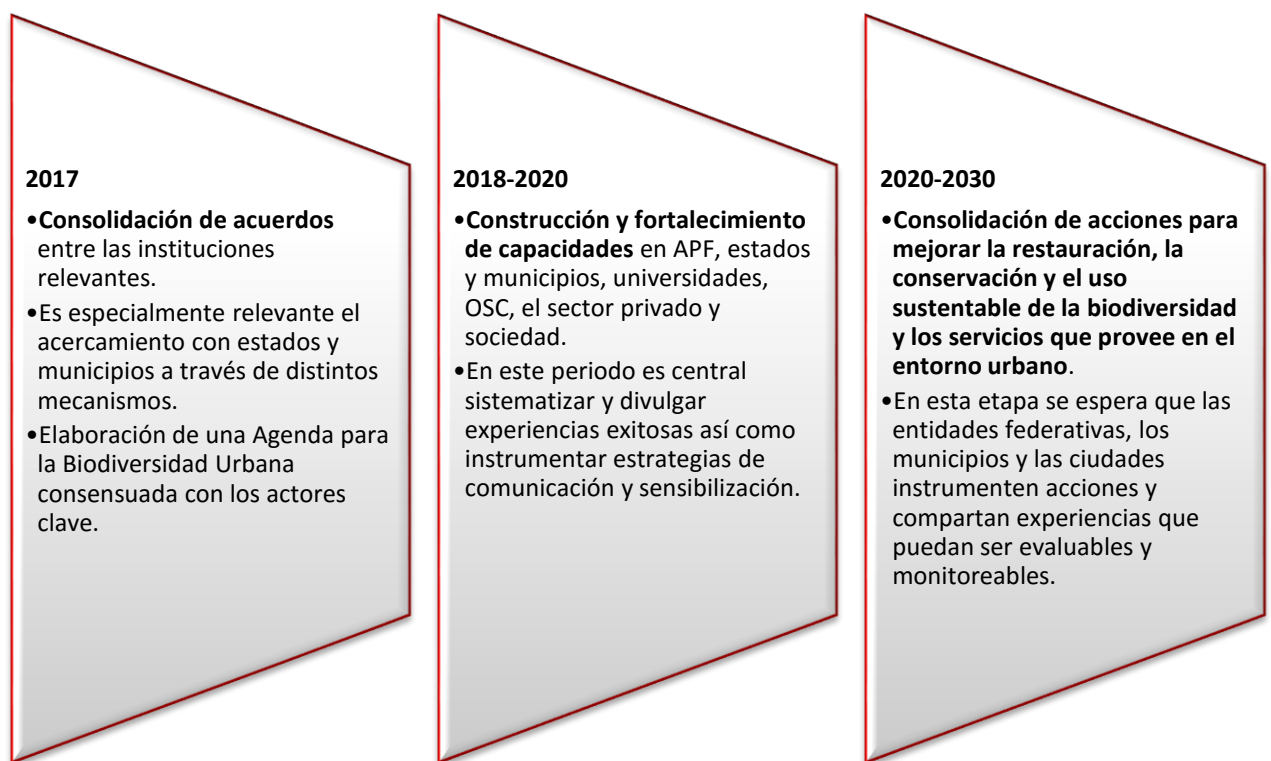 2017
•Consolidación de acuerdos
entre las instituciones
relevantes.
•Es especialmente relevante el
acercamiento con estados y
municipios a través de distintos
mecanismos.
•Elaboración de una Agenda para
la Biodiversidad Urbana
consensuada con los actores
clave.
2018-2020
•Construcción y fortalecimiento
de capacidades en APF, estados
y municipios, universidades,
OSC, el sector privado y
sociedad.
•En este periodo es central
sistematizar y divulgar
experiencias exitosas así como
instrumentar estrategias de
comunicación y sensibilización.
2020-2030
•Consolidación de acciones para
mejorar la restauración, la
conservación y el uso
sustentable de la biodiversidad
y los servicios que provee en el
entorno urbano.
•En esta etapa se espera que las
entidades federativas, los
municipios y las ciudades
instrumenten acciones y
compartan experiencias que
puedan ser evaluables y
monitoreables.